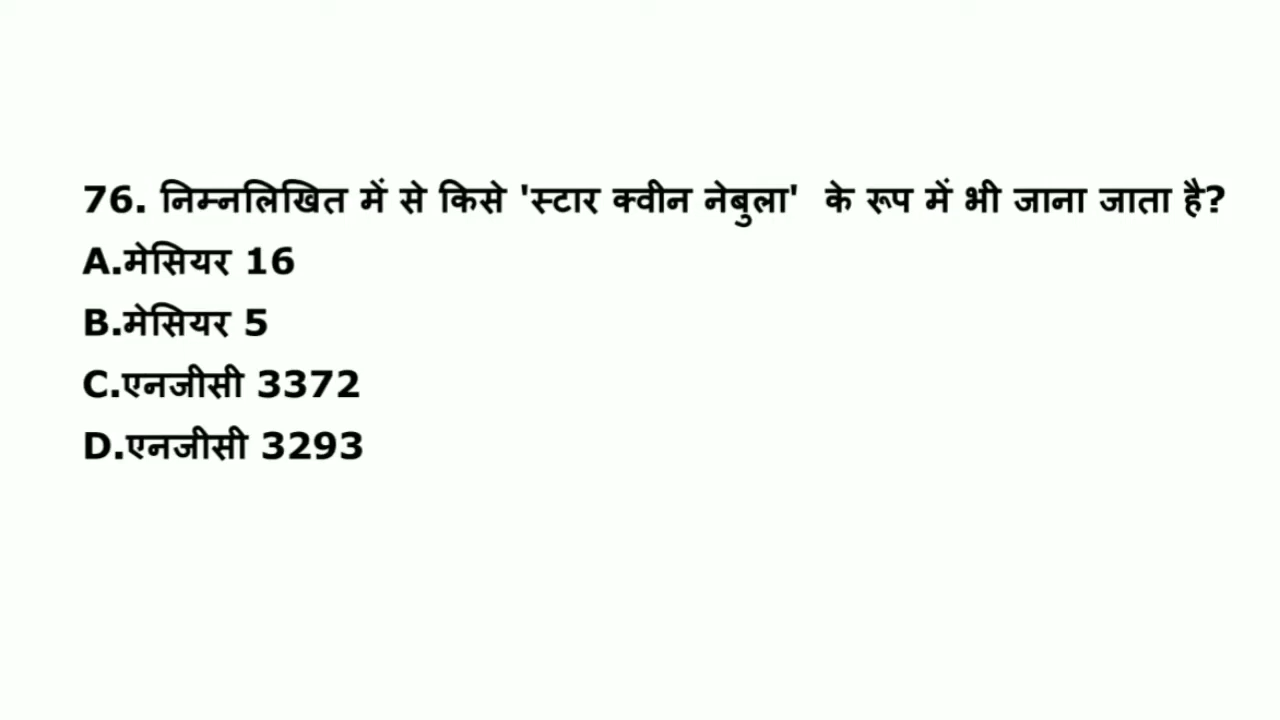 76. निम्नलिखित में से किसे 'स्टार क्वीन नेबुला'  के रूप में भी जाना जाता है?
A.मेसियर 16
B.मेसियर 5
C.एनजीसी 3372
D.एनजीसी 3293